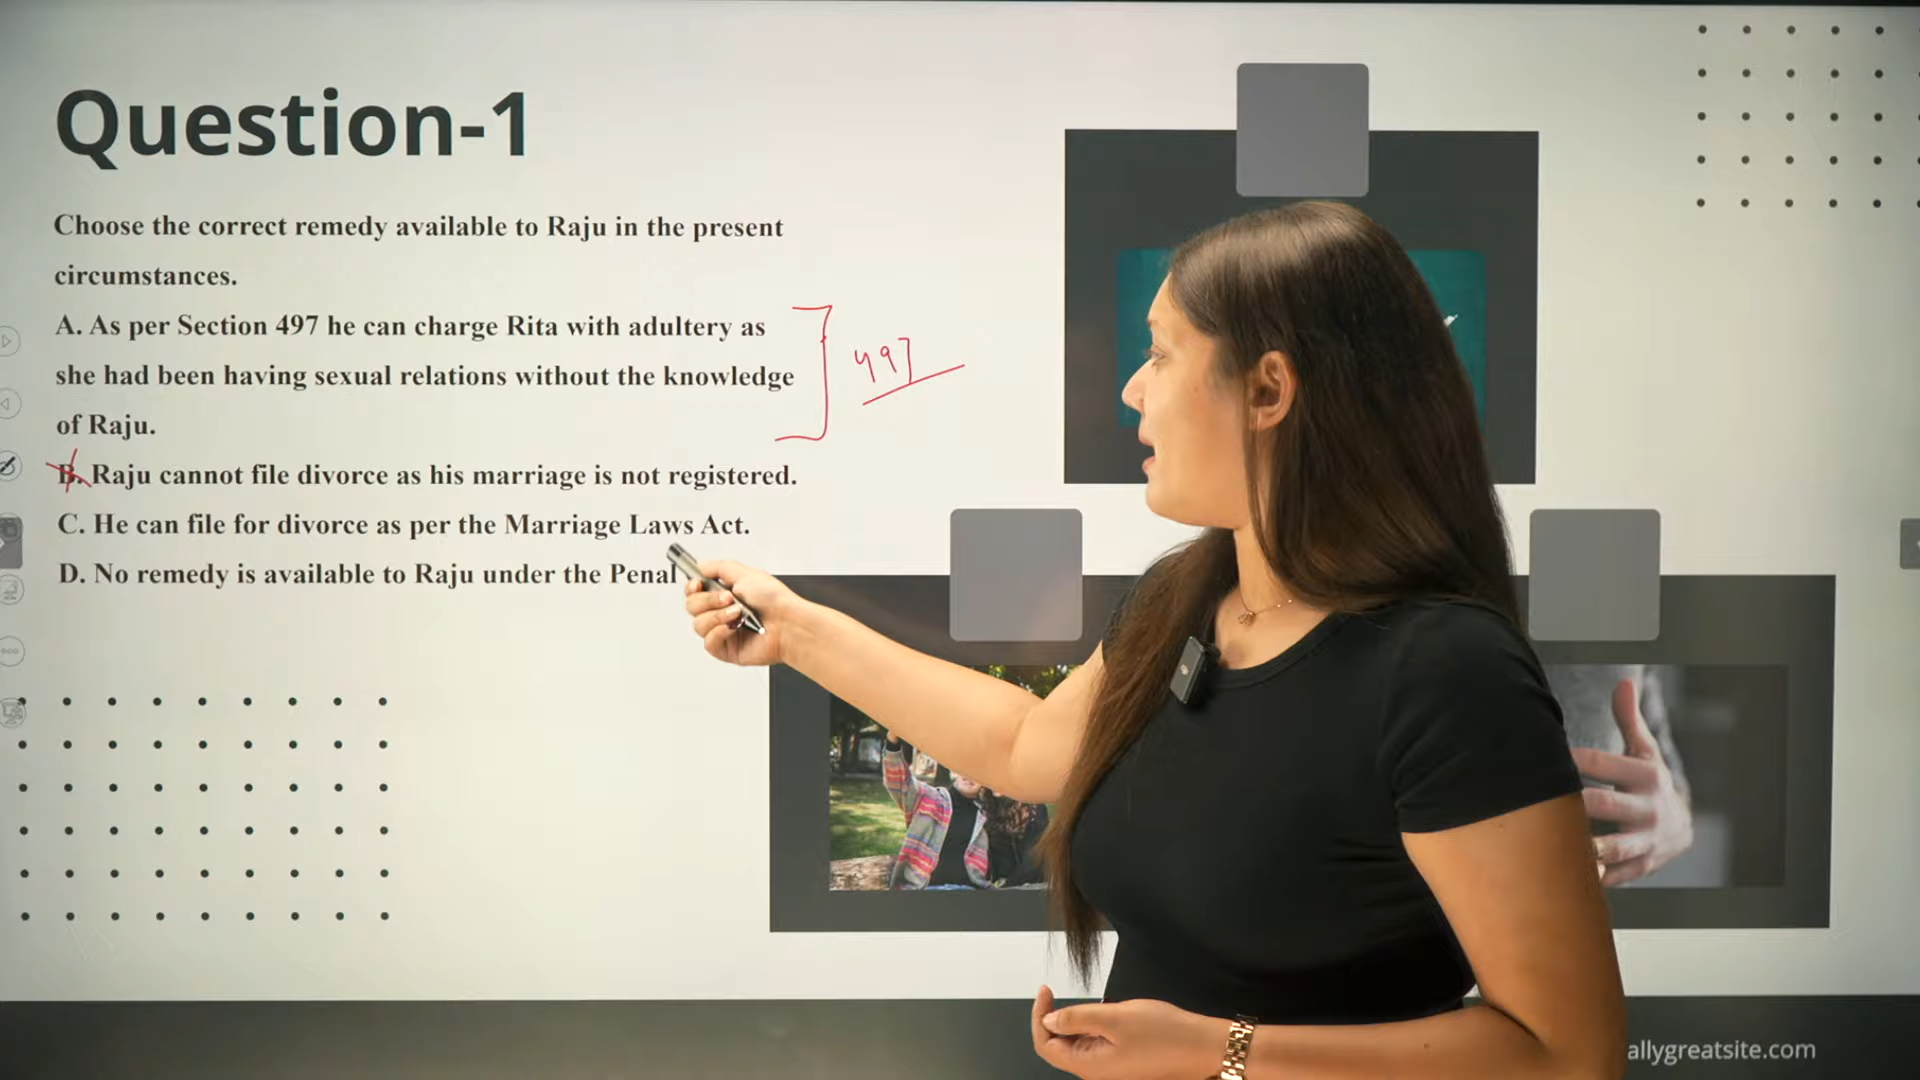 Question-1
Choose the correct remedy available to Raju in the present
circumstances.
A. As per Section 497 he can charge Rita with adultery as
she had been having sexual relations without the knowledge
of Raju.
497
B. Raju cannot file divorce as his marriage is not registered.
C. He can file for divorce as per the Marriage Laws Act.
D. No remedy is available to Raju under the Penal
allygreatsite.com